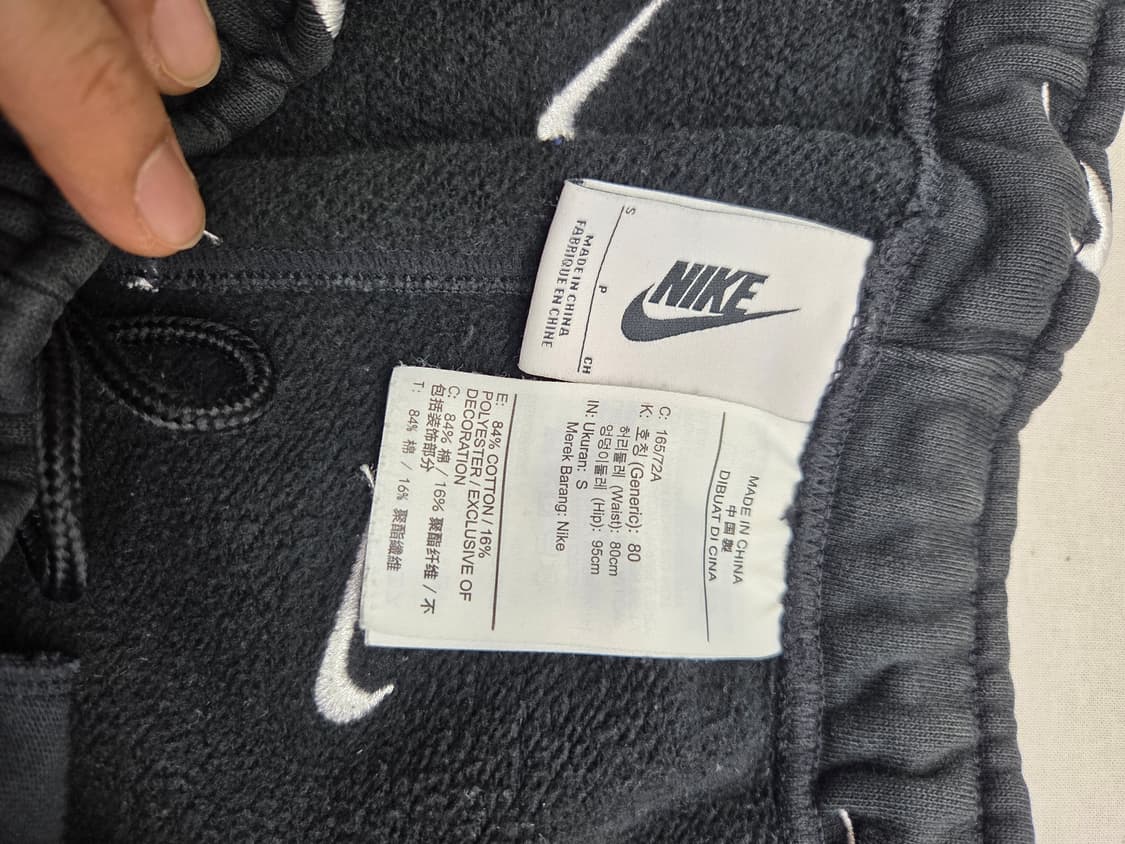 NIKE
S P CH
MADE IN CHINA
FABRIQUE EN CHINE
MADE IN CHINA
中国製
DIBUAT DI CINA
C: 165/72A
K: 호칭 (Generic): 80
허리둘레 (Waist): 80cm
엉덩이둘레 (Hip): 95cm
IN: Ukuran: S
Merek Barang: Nike
E: 84% COTTON / 16%
POLYESTER / EXCLUSIVE OF
DECORATION
C: 84% 棉 / 16% 聚酯纤维 / 不
包括装饰部分
T: 84% 棉 / 16% 聚酯纖維